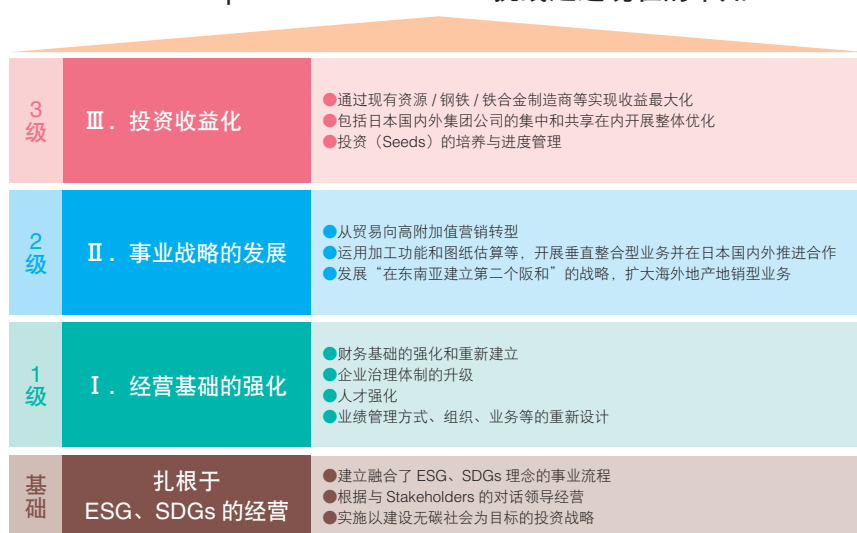 3
级
Ⅲ. 投资收益化
●通过现有资源 / 钢铁 / 铁合金制造商等实现收益最大化
●包括日本国内外集团公司的集中和共享在内开展整体优化
●投资（Seeds）的培养与进度管理
2
级
Ⅱ. 事业战略的发展
●从贸易向高附加值营销转型
●运用加工功能和图纸估算等，开展垂直整合型业务并在日本国内外推进合作
●发展“在东南亚建立第二个阪和”的战略，扩大海外地产地销型业务
1
级
Ⅰ. 经营基础的强化
●财务基础的强化和重新建立
●企业治理体制的升级
●人才强化
●业绩管理方式、组织、业务等的重新设计
基
础
扎根于
ESG、SDGs 的经营
●建立融合了 ESG、SDGs 理念的事业流程
●根据与 Stakeholders 的对话领导经营
●实施以建设无碳社会为目标的投资战略